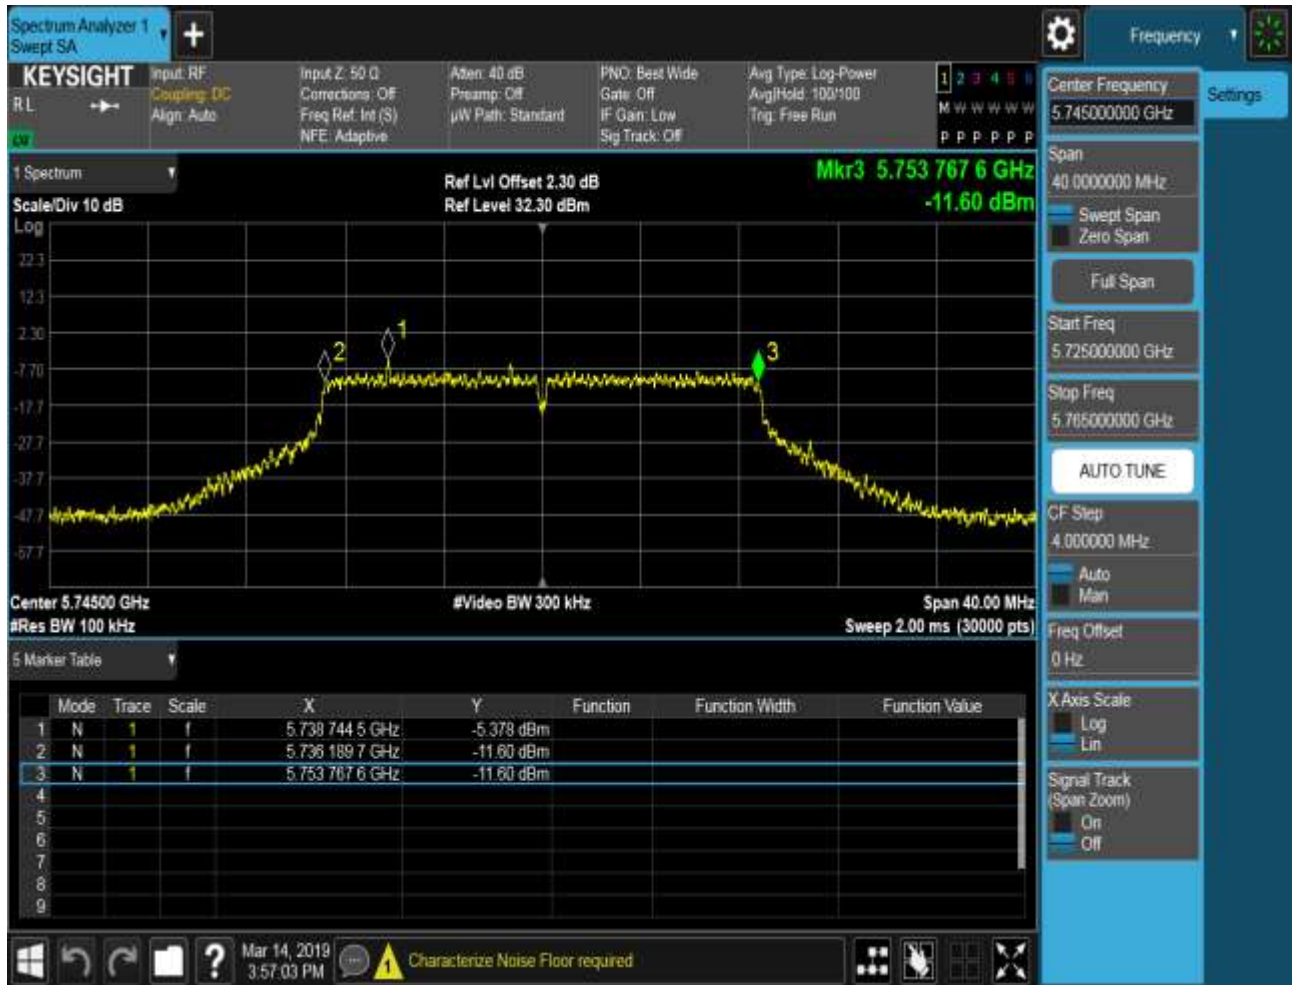 Spectrum Analyzer 1
Swept SA
+
Frequency
KEYSIGHT
RL
Input: RF
Coupling: DC
Align: Auto
Input Z: 50 Ω
Corrections: Off
Freq Ref: Int (S)
NFE: Adaptive
Atten: 40 dB
Preamp: Off
µW Path: Standard
PNO: Best Wide
Gate: Off
IF Gain: Low
Sig Track: Off
Avg Type: Log-Power
Avg|Hold: 100/100
Trig: Free Run
1 2 3 4 5 6
M W W W W W
P P P P P P
1 Spectrum
Scale/Div 10 dB
Ref Lvl Offset 2.30 dB
Ref Level 32.30 dBm
Mkr3 5.753 767 6 GHz
-11.60 dBm
Log
22.3
12.3
2.30
-7.70
-17.7
-27.7
-37.7
-47.7
-57.7
1
2
3
Center 5.74500 GHz
#Res BW 100 kHz
#Video BW 300 kHz
Span 40.00 MHz
Sweep 2.00 ms (30000 pts)
5 Marker Table
Mode Trace Scale X Y Function Function Width Function Value
1 N 1 f 5.738 744 5 GHz -5.378 dBm
2 N 1 f 5.736 189 7 GHz -11.60 dBm
3 N 1 f 5.753 767 6 GHz -11.60 dBm
4
5
6
7
8
9
Mar 14, 2019
3:57:03 PM
?
1
Characterize Noise Floor required
Center Frequency
5.745000000 GHz
Settings
Span
40.0000000 MHz
Swept Span
Zero Span
Full Span
Start Freq
5.725000000 GHz
Stop Freq
5.765000000 GHz
AUTO TUNE
CF Step
4.000000 MHz
Auto
Man
Freq Offset
0 Hz
X Axis Scale
Log
Lin
Signal Track
(Span Zoom)
On
Off